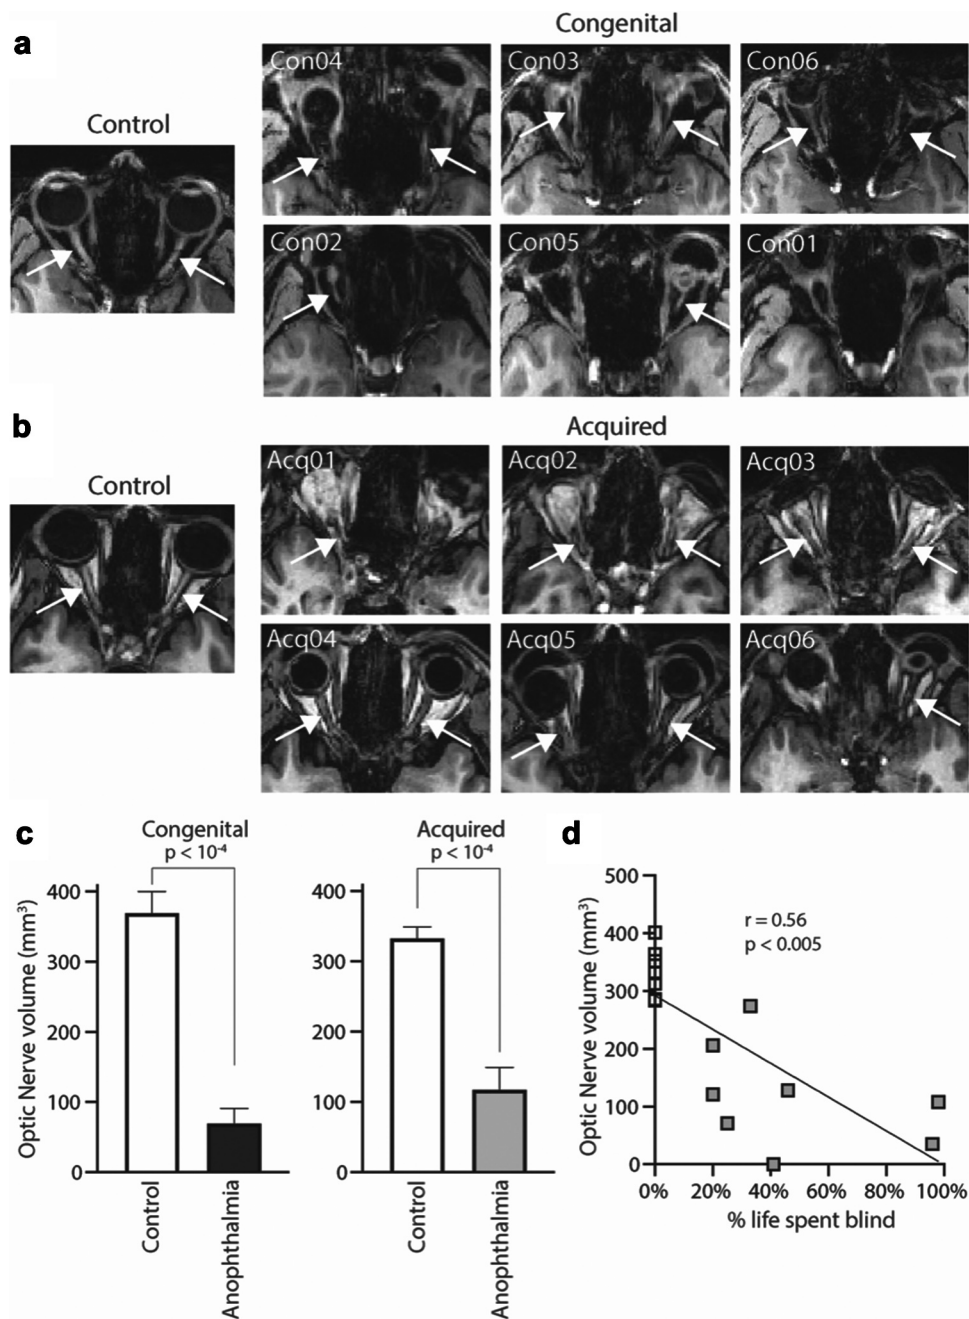 a
Congenital
Control
Con04
Con03
Con06
Con02
Con05
Con01
b
Acquired
Control
Acq01
Acq02
Acq03
Acq04
Acq05
Acq06
c
Congenital
p < 10⁻⁴
Optic Nerve volume (mm³)
400
300
200
100
0
Control
Anophthalmia
Acquired
p < 10⁻⁴
400
300
200
100
0
Control
Anophthalmia
d
Optic Nerve volume (mm³)
500
400
300
200
100
0
r = 0.56
p < 0.005
0% 20% 40% 60% 80% 100%
% life spent blind